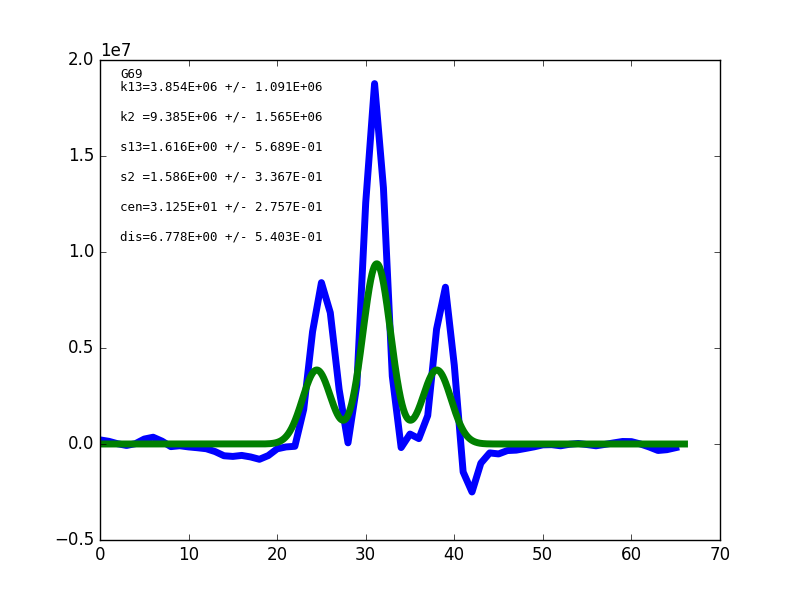 1e7
2.0
G69
k13=3.854E+06 +/- 1.091E+06
k2 =9.385E+06 +/- 1.565E+06
1.5
s13=1.616E+00 +/- 5.689E-01
s2 =1.586E+00 +/- 3.367E-01
cen=3.125E+01 +/- 2.757E-01
dis=6.778E+00 +/- 5.403E-01
1.0
0.5
0.0
−0.5
0 10 20 30 40 50 60 70